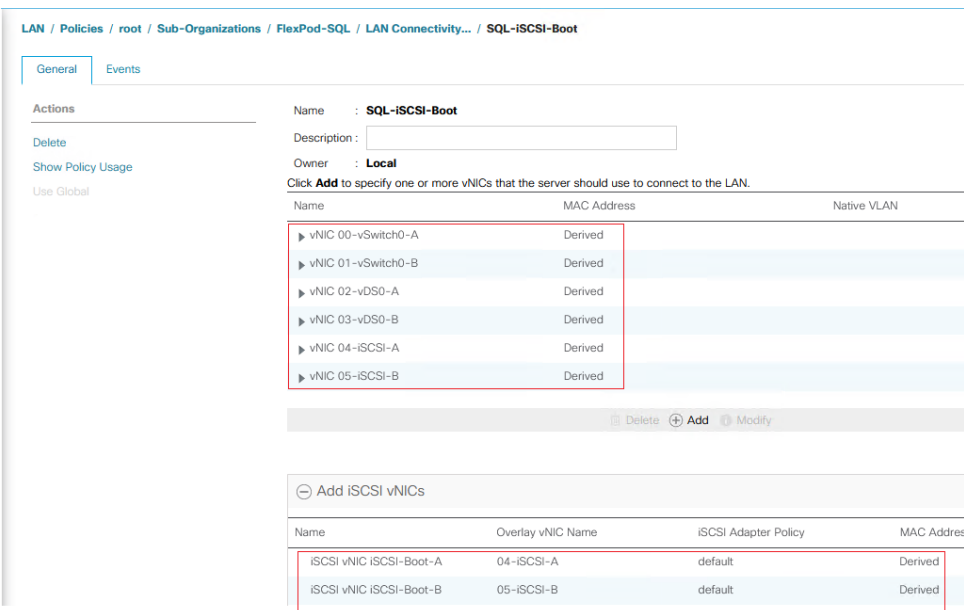 LAN / Policies / root / Sub-Organizations / FlexPod-SQL / LAN Connectivity... / SQL-iSCSI-Boot
General Events
Actions
Delete
Show Policy Usage
Use Global
Name : SQL-iSCSI-Boot
Description :
Owner : Local
Click Add to specify one or more vNICs that the server should use to connect to the LAN.
Name MAC Address Native VLAN
vNIC 00-vSwitch0-A Derived
vNIC 01-vSwitch0-B Derived
vNIC 02-vDS0-A Derived
vNIC 03-vDS0-B Derived
vNIC 04-iSCSI-A Derived
vNIC 05-iSCSI-B Derived
Delete Add Modify
Add iSCSI vNICs
Name Overlay vNIC Name iSCSI Adapter Policy MAC Addres
iSCSI vNIC iSCSI-Boot-A 04-iSCSI-A default Derived
iSCSI vNIC iSCSI-Boot-B 05-iSCSI-B default Derived